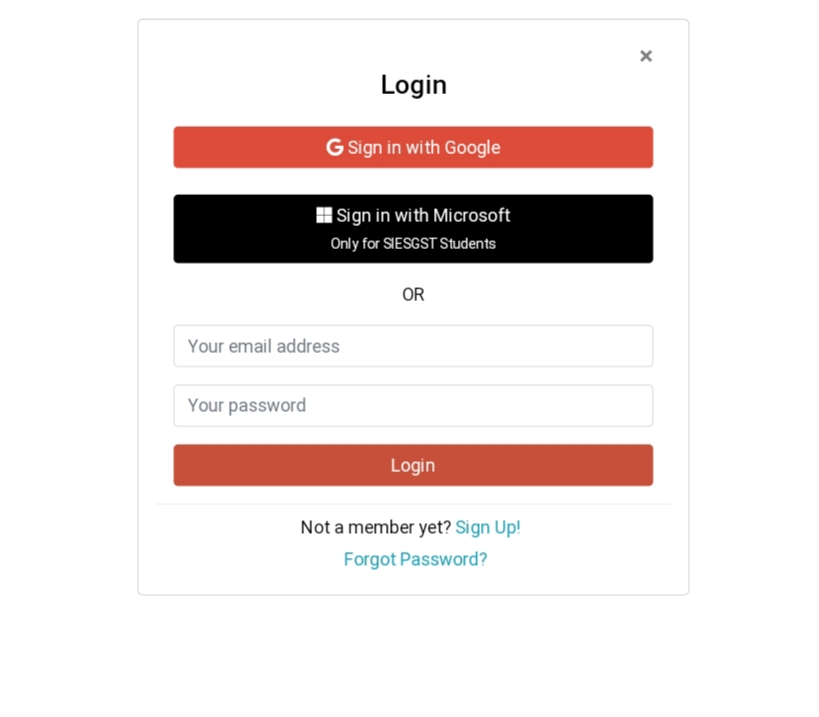 ×
Login
Sign in with Google
Sign in with Microsoft
Only for SIESGST Students
OR
Your email address
Your password
Login
Not a member yet? Sign Up!
Forgot Password?